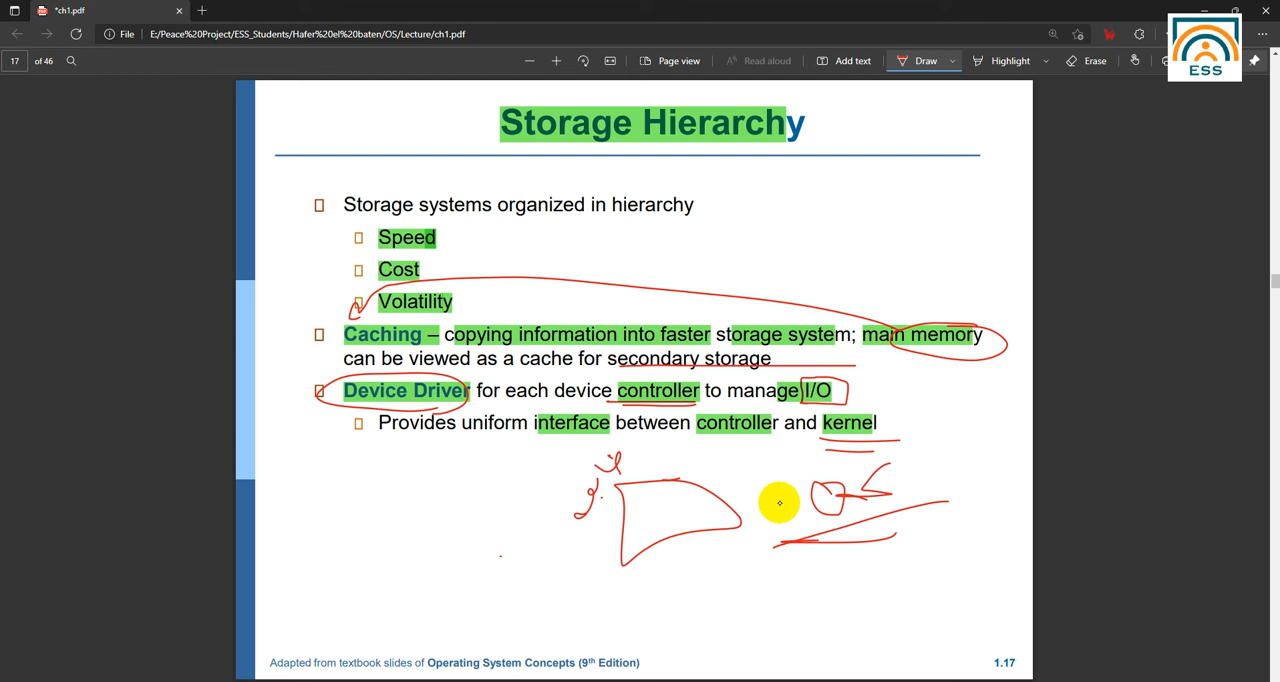 *ch1.pdf
File E:/Peace%20Project/ESS_Students/Hafer%20el%20baten/OS/Lecture/ch1.pdf
17 of 46 Page view Read aloud Add text Draw Highlight Erase
ESS
Storage Hierarchy
Storage systems organized in hierarchy
Speed
Cost
Volatility
Caching – copying information into faster storage system; main memory
can be viewed as a cache for secondary storage
Device Driver for each device controller to manage I/O
Provides uniform interface between controller and kernel
Adapted from textbook slides of Operating System Concepts (9th Edition) 1.17